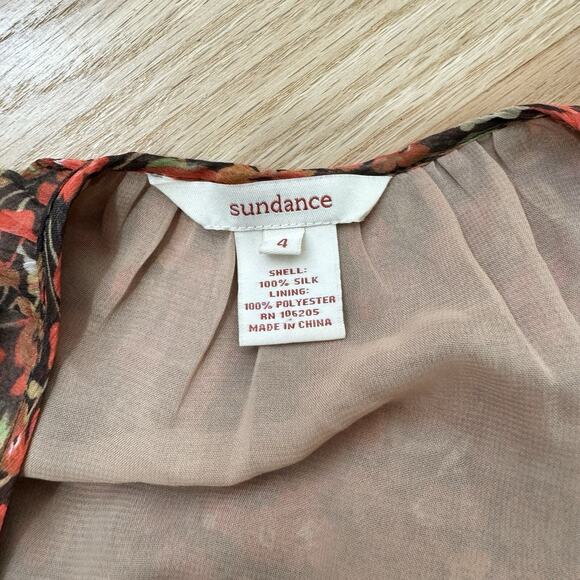 sundance
4
SHELL:
100% SILK
LINING:
100% POLYESTER
RN 106205
MADE IN CHINA